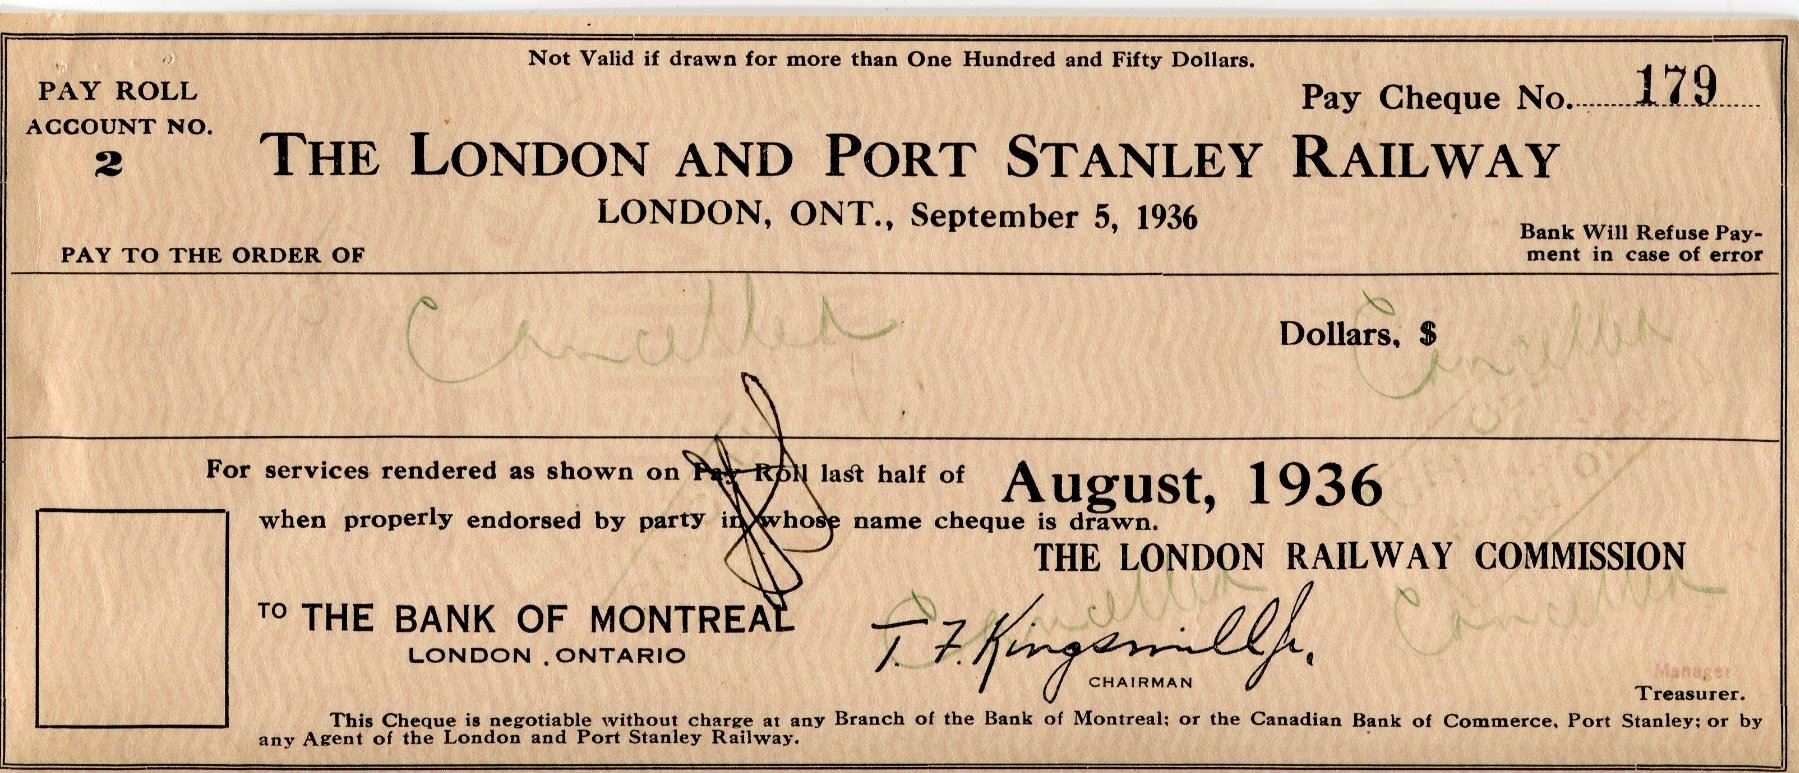 Not Valid if drawn for more than One Hundred and Fifty Dollars.
PAY ROLL
ACCOUNT NO.
2
Pay Cheque No. 179
THE LONDON AND PORT STANLEY RAILWAY
LONDON, ONT., September 5, 1936
Bank Will Refuse Pay-
ment in case of error
PAY TO THE ORDER OF
Cancelled
Dollars, $
Cancelled
For services rendered as shown on Pay Roll last half of August, 1936
when properly endorsed by party in whose name cheque is drawn.
THE LONDON RAILWAY COMMISSION
Cancelled
Cancelled
TO THE BANK OF MONTREAL
LONDON, ONTARIO
T. F. Kingsmill Jr.
CHAIRMAN
Manager
Treasurer.
This Cheque is negotiable without charge at any Branch of the Bank of Montreal; or the Canadian Bank of Commerce, Port Stanley; or by
any Agent of the London and Port Stanley Railway.